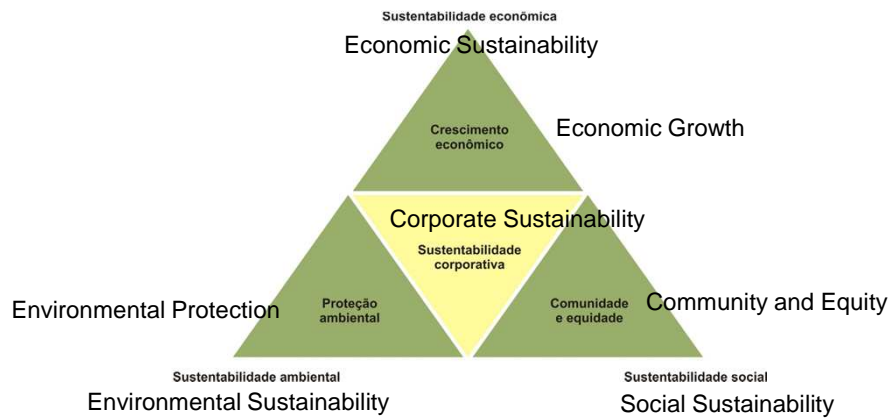 Sustentabilidade econômica
Economic Sustainability
Crescimento
econômico
Economic Growth
Corporate Sustainability
Sustentabilidade
corporativa
Environmental Protection
Proteção
ambiental
Comunidade
e equidade
Community and Equity
Sustentabilidade ambiental
Environmental Sustainability
Sustentabilidade social
Social Sustainability